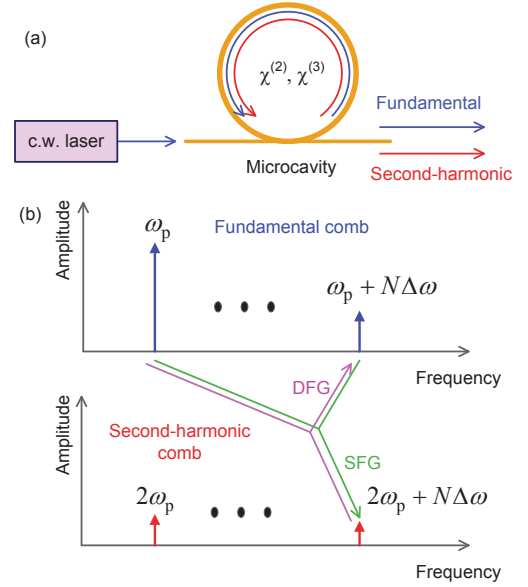 (a)
χ(2), χ(3)
c.w. laser
Fundamental
Second-harmonic
Microcavity
(b)
Amplitude
ωp
Fundamental comb
ωp + NΔω
Frequency
DFG
Amplitude
Second-harmonic
comb
SFG
2ωp
2ωp + NΔω
Frequency